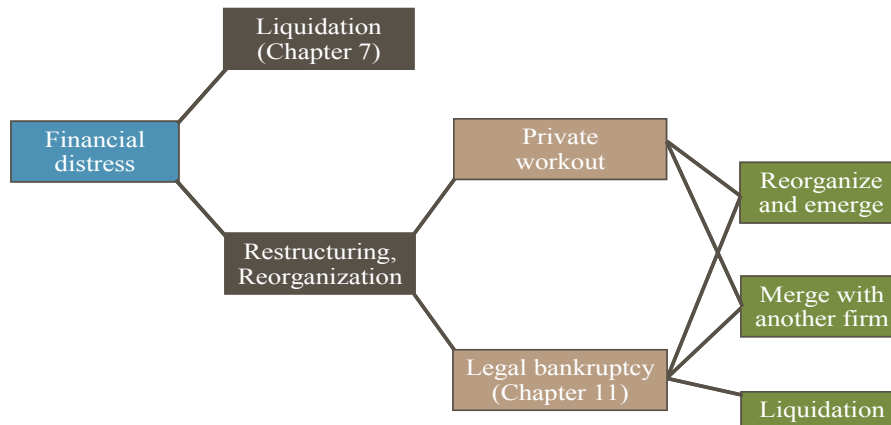 Liquidation
(Chapter 7)
Financial
distress
Restructuring,
Reorganization
Private
workout
Legal bankruptcy
(Chapter 11)
Reorganize
and emerge
Merge with
another firm
Liquidation